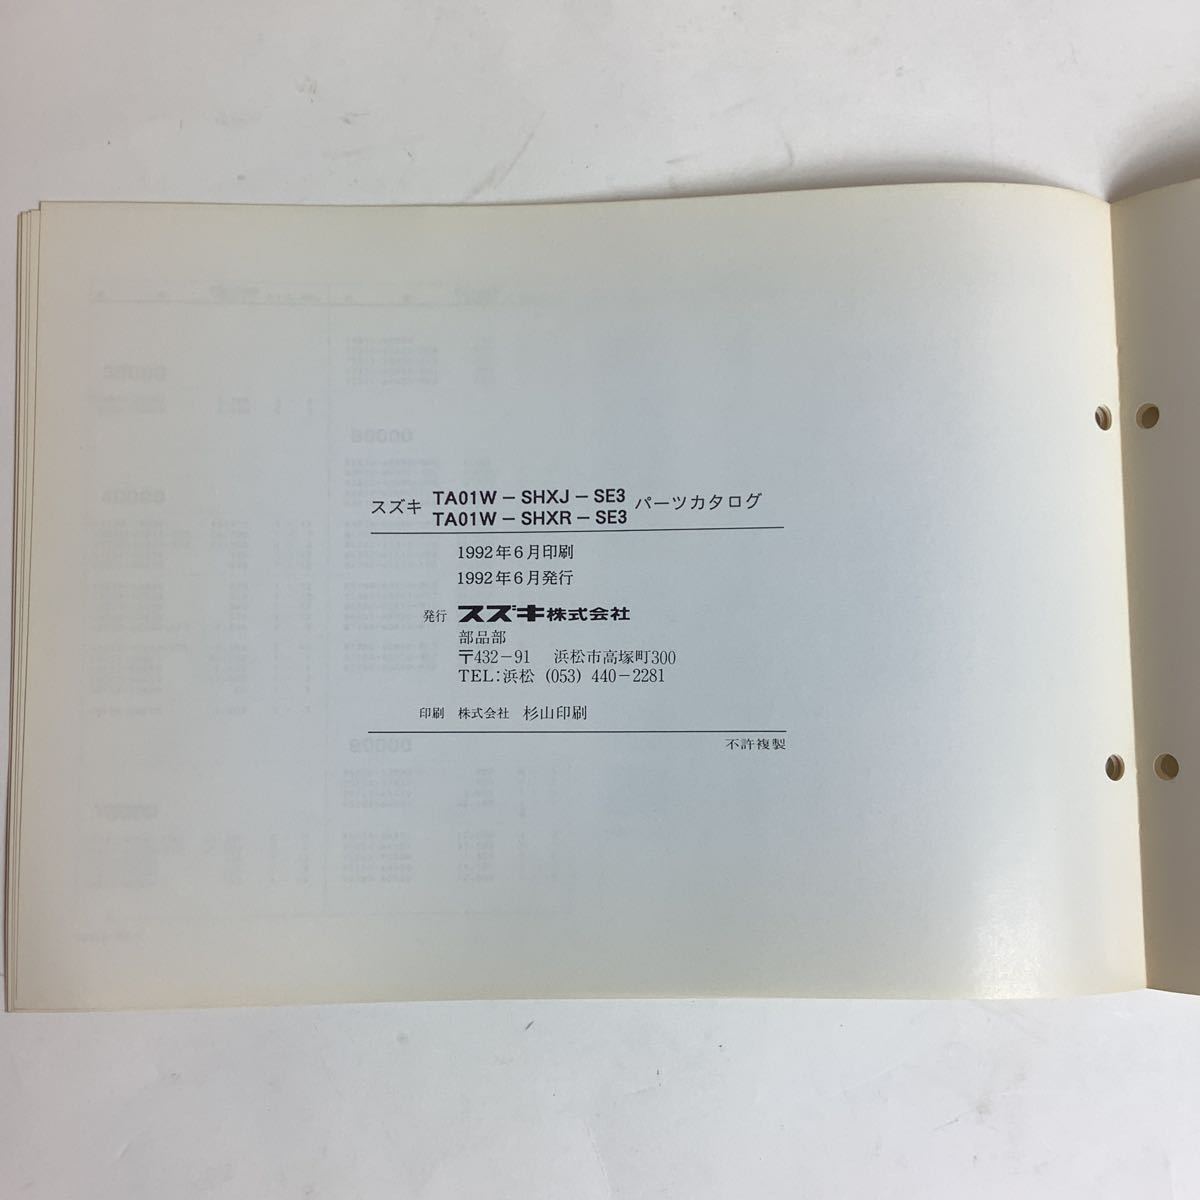 スズキ TA01W－SHXJ－SE3 パーツカタログ
TA01W－SHXR－SE3
1992年6月印刷
1992年6月発行
発行 スズキ株式会社
部品部
〒432－91 浜松市高塚町300
TEL：浜松 (053) 440－2281
印刷 株式会社 杉山印刷
不許複製